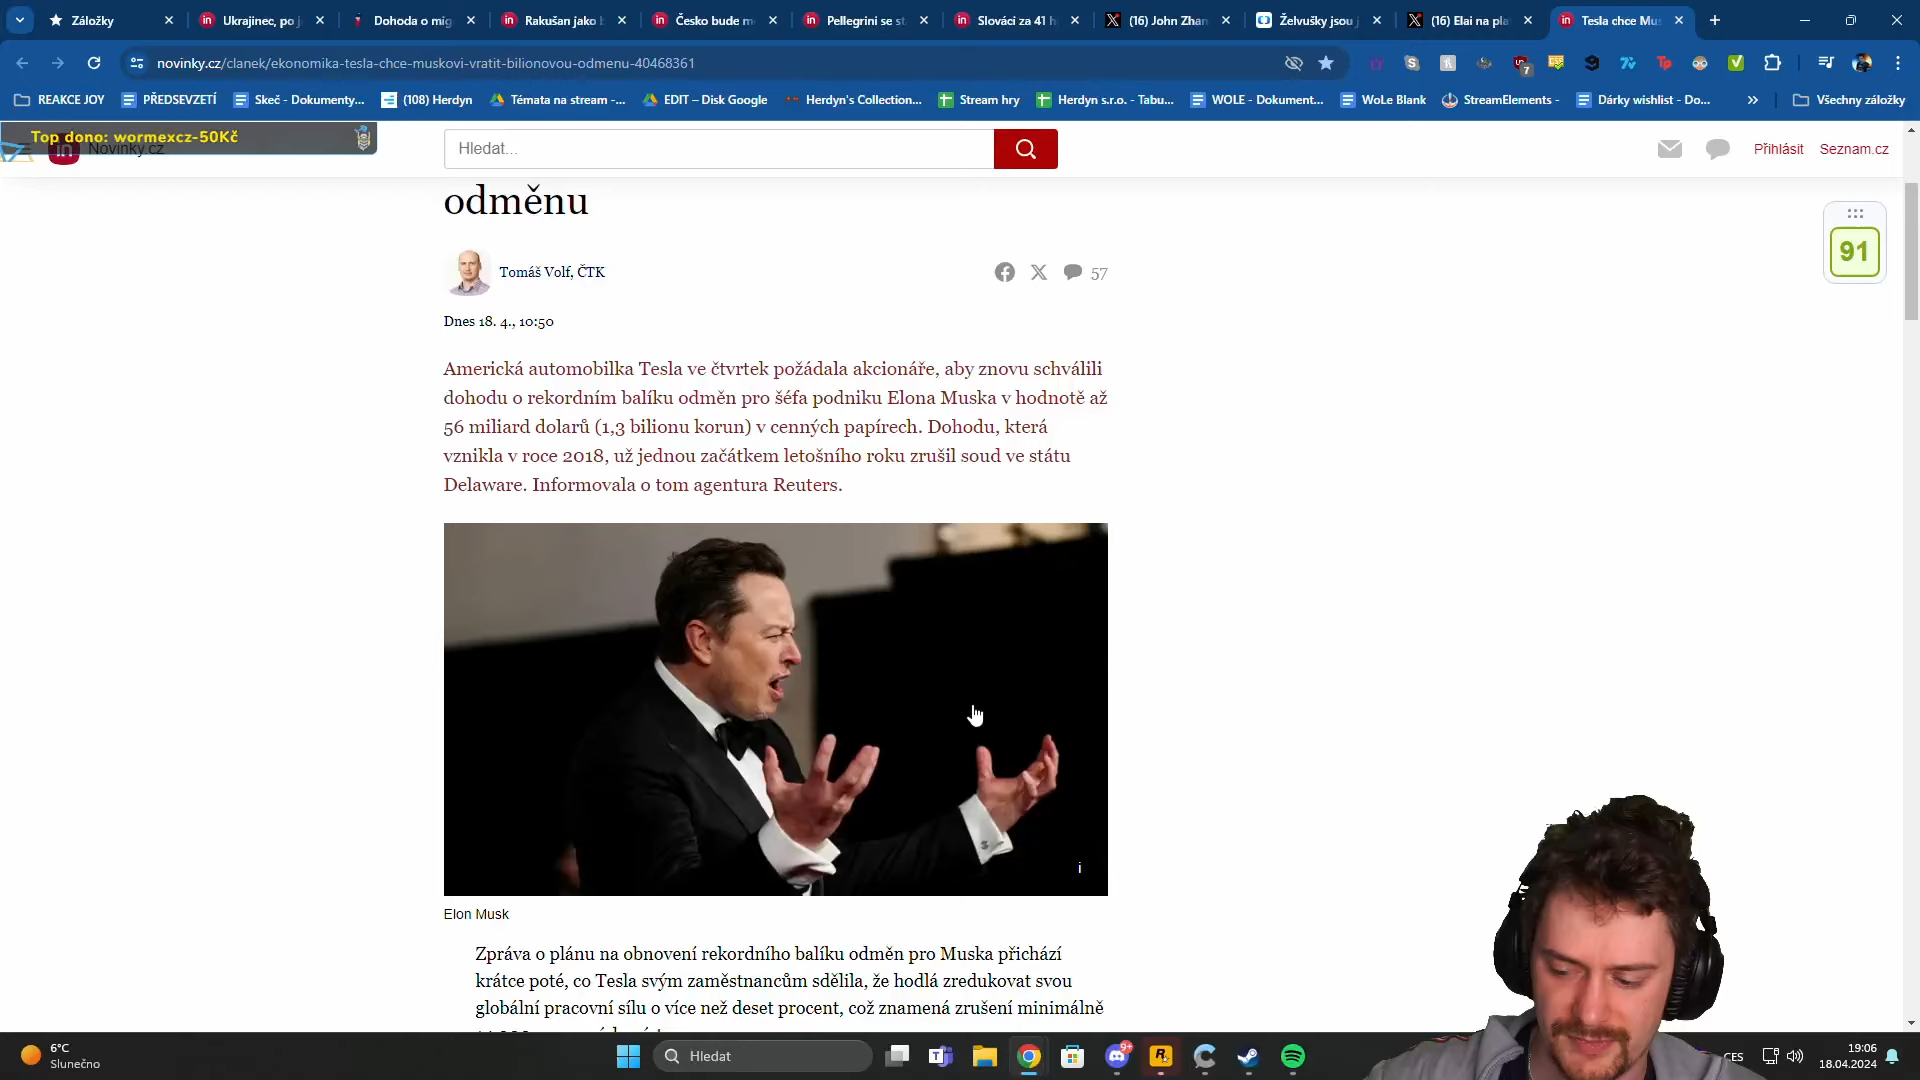 Záložky
Ukrajinec, po j
Dohoda o mig
Rakušan jako b
Česko bude m
Pellegrini se st
Slováci za 41 h
(16) John Zhan
Želvušky jsou j
(16) Elai na pla
Tesla chce Mus
novinky.cz/clanek/ekonomika-tesla-chce-muskovi-vratit-bilionovou-odmenu-40468361
REAKCE JOY
PŘEDSEVZETÍ
Skeč - Dokumenty...
(108) Herdyn
Témata na stream -...
EDIT – Disk Google
Herdyn's Collection...
Stream hry
Herdyn s.r.o. - Tabu...
WOLE - Dokument...
WoLe Blank
StreamElements -
Dárky wishlist - Do...
Všechny záložky
Top dono: wormexcz-50Kč
Novinky.cz
Hledat...
Přihlásit
Seznam.cz
odměnu
91
Tomáš Volf, ČTK
57
Dnes 18. 4., 10:50
Americká automobilka Tesla ve čtvrtek požádala akcionáře, aby znovu schválili
dohodu o rekordním balíku odměn pro šéfa podniku Elona Muska v hodnotě až
56 miliard dolarů (1,3 bilionu korun) v cenných papírech. Dohodu, která
vznikla v roce 2018, už jednou začátkem letošního roku zrušil soud ve státu
Delaware. Informovala o tom agentura Reuters.
i
Elon Musk
Zpráva o plánu na obnovení rekordního balíku odměn pro Muska přichází
krátce poté, co Tesla svým zaměstnancům sdělila, že hodlá zredukovat svou
globální pracovní sílu o více než deset procent, což znamená zrušení minimálně
6°C
Slunečno
Hledat
9+
CES
19:06
18.04.2024